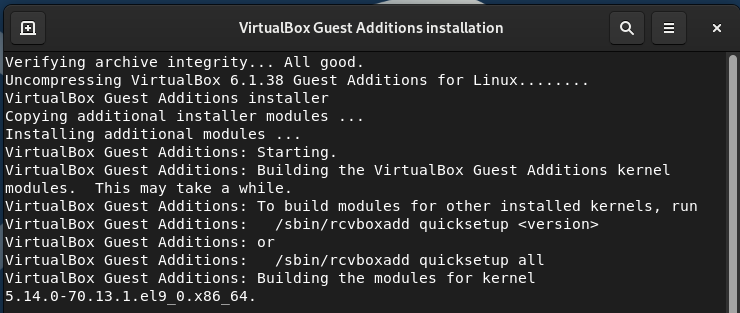 VirtualBox Guest Additions installation
Verifying archive integrity... All good.
Uncompressing VirtualBox 6.1.38 Guest Additions for Linux........
VirtualBox Guest Additions installer
Copying additional installer modules ...
Installing additional modules ...
VirtualBox Guest Additions: Starting.
VirtualBox Guest Additions: Building the VirtualBox Guest Additions kernel
modules.  This may take a while.
VirtualBox Guest Additions: To build modules for other installed kernels, run
VirtualBox Guest Additions:   /sbin/rcvboxadd quicksetup <version>
VirtualBox Guest Additions: or
VirtualBox Guest Additions:   /sbin/rcvboxadd quicksetup all
VirtualBox Guest Additions: Building the modules for kernel
5.14.0-70.13.1.el9_0.x86_64.